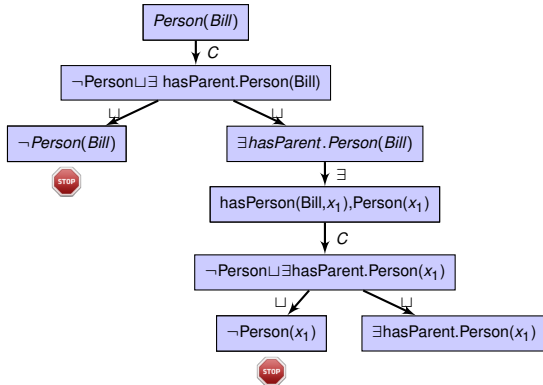 Person(Bill)
C
¬Person⊔∃ hasParent.Person(Bill)
⊔ ⊔
¬Person(Bill) ∃hasParent.Person(Bill)
STOP
∃
hasPerson(Bill,x₁),Person(x₁)
C
¬Person⊔∃hasParent.Person(x₁)
⊔ ⊔
¬Person(x₁) ∃hasParent.Person(x₁)
STOP